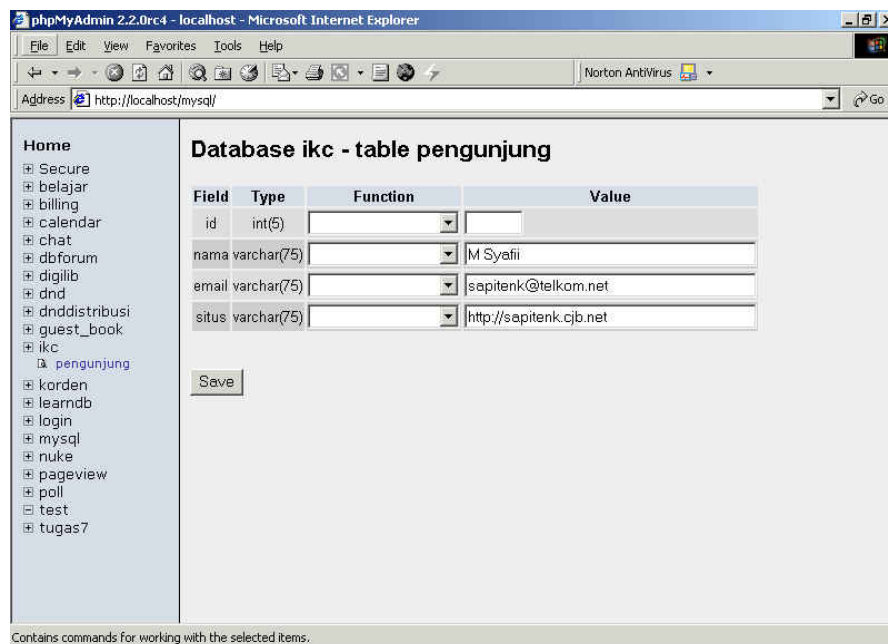 phpMyAdmin 2.2.0rc4 - localhost - Microsoft Internet Explorer
File Edit View Favorites Tools Help
Norton AntiVirus
Address http://localhost/mysql/ Go
Home
Secure
belajar
billing
calendar
chat
dbforum
digilib
dnd
dnddistribusi
guest_book
ikc
pengunjung
korden
learndb
login
mysql
nuke
pageview
poll
test
tugas7
Database ikc - table pengunjung
Field Type Function Value
id int(5)
nama varchar(75) M Syafii
email varchar(75) sapitenk@telkom.net
situs varchar(75) http://sapitenk.cjb.net
Save
Contains commands for working with the selected items.